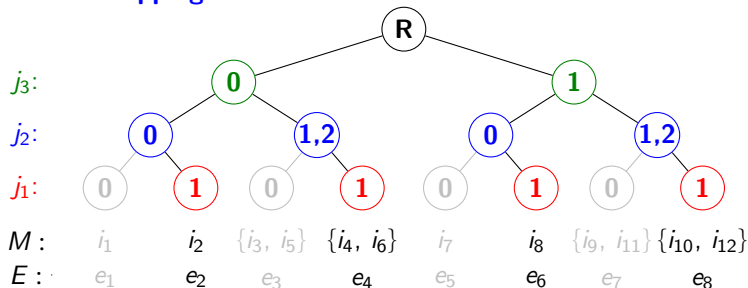 R
j3: 0 1
j2: 0 1,2 0 1,2
j1: 0 1 0 1 0 1 0 1
M : i1 i2 {i3, i5} {i4, i6} i7 i8 {i9, i11} {i10, i12}
E : e1 e2 e3 e4 e5 e6 e7 e8